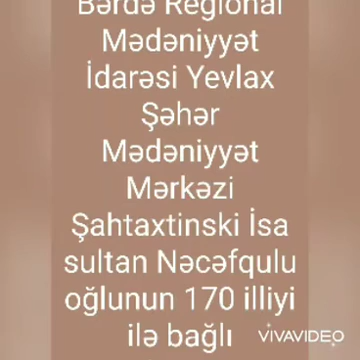 Bərdə Regional
Mədəniyyət
İdarəsi Yevlax
Şəhər
Mədəniyyət
Mərkəzi
Şahtaxtinski İsa
sultan Nəcəfqulu
oğlunun 170 illiyi
ilə bağlı
VIVAVIDEO